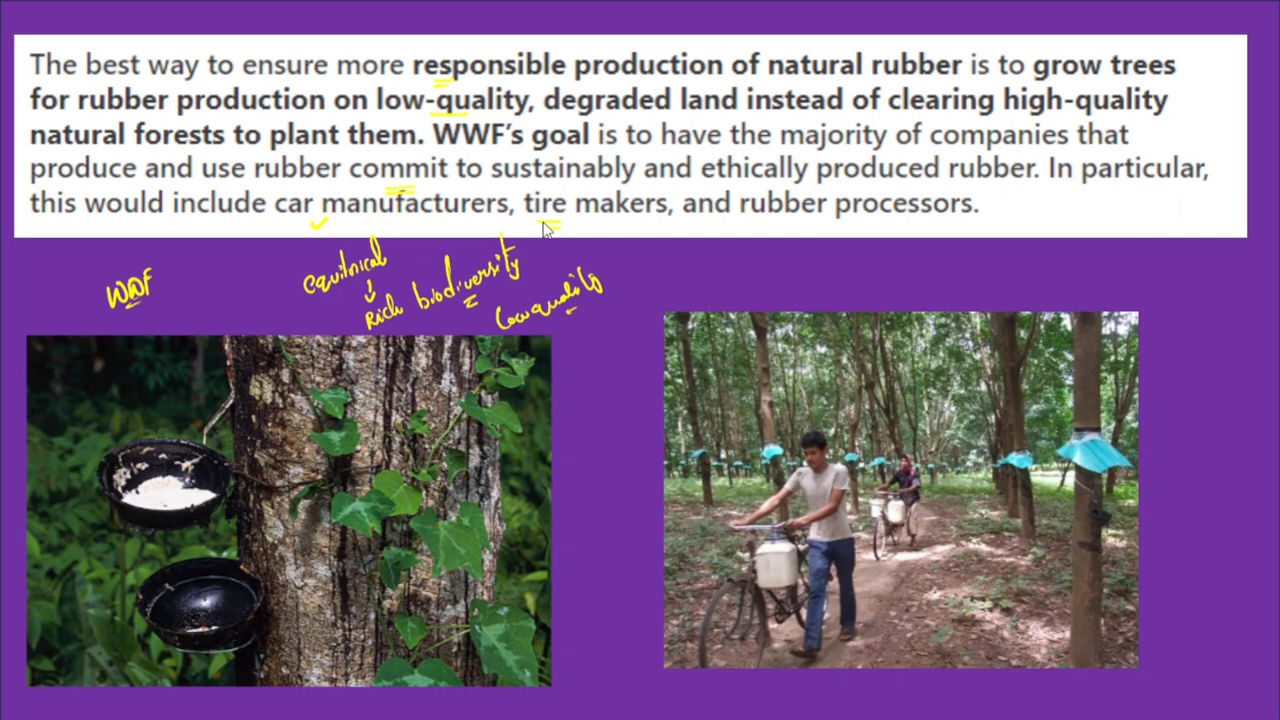 The best way to ensure more responsible production of natural rubber is to grow trees
for rubber production on low-quality, degraded land instead of clearing high-quality
natural forests to plant them. WWF's goal is to have the majority of companies that
produce and use rubber commit to sustainably and ethically produced rubber. In particular,
this would include car manufacturers, tire makers, and rubber processors.
WWF
equitorical
Rich biodiversity
Low quality